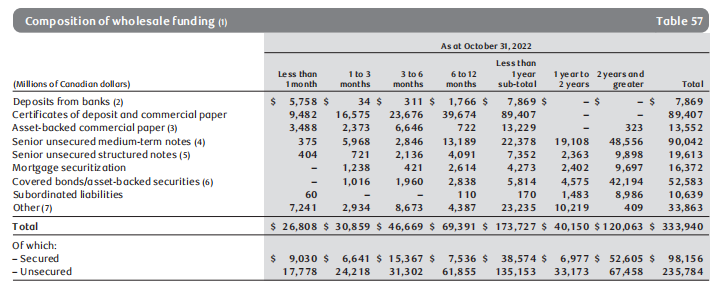 Composition of wholesale funding (1) Table 57
As at October 31, 2022
Less than
Less than 1 to 3 3 to 6 6 to 12 1 year 1 year to 2 years and
(Millions of Canadian dollars) 1 month months months months sub-total 2 years greater Total
Deposits from banks (2) $ 5,758 $ 34 $ 311 $ 1,766 $ 7,869 $ – $ – $ 7,869
Certificates of deposit and commercial paper 9,482 16,575 23,676 39,674 89,407 – – 89,407
Asset-backed commercial paper (3) 3,488 2,373 6,646 722 13,229 – 323 13,552
Senior unsecured medium-term notes (4) 375 5,968 2,846 13,189 22,378 19,108 48,556 90,042
Senior unsecured structured notes (5) 404 721 2,136 4,091 7,352 2,363 9,898 19,613
Mortgage securitization – 1,238 421 2,614 4,273 2,402 9,697 16,372
Covered bonds/asset-backed securities (6) – 1,016 1,960 2,838 5,814 4,575 42,194 52,583
Subordinated liabilities 60 – – 110 170 1,483 8,986 10,639
Other (7) 7,241 2,934 8,673 4,387 23,235 10,219 409 33,863
Total $ 26,808 $ 30,859 $ 46,669 $ 69,391 $ 173,727 $ 40,150 $ 120,063 $ 333,940
Of which:
– Secured $ 9,030 $ 6,641 $ 15,367 $ 7,536 $ 38,574 $ 6,977 $ 52,605 $ 98,156
– Unsecured 17,778 24,218 31,302 61,855 135,153 33,173 67,458 235,784